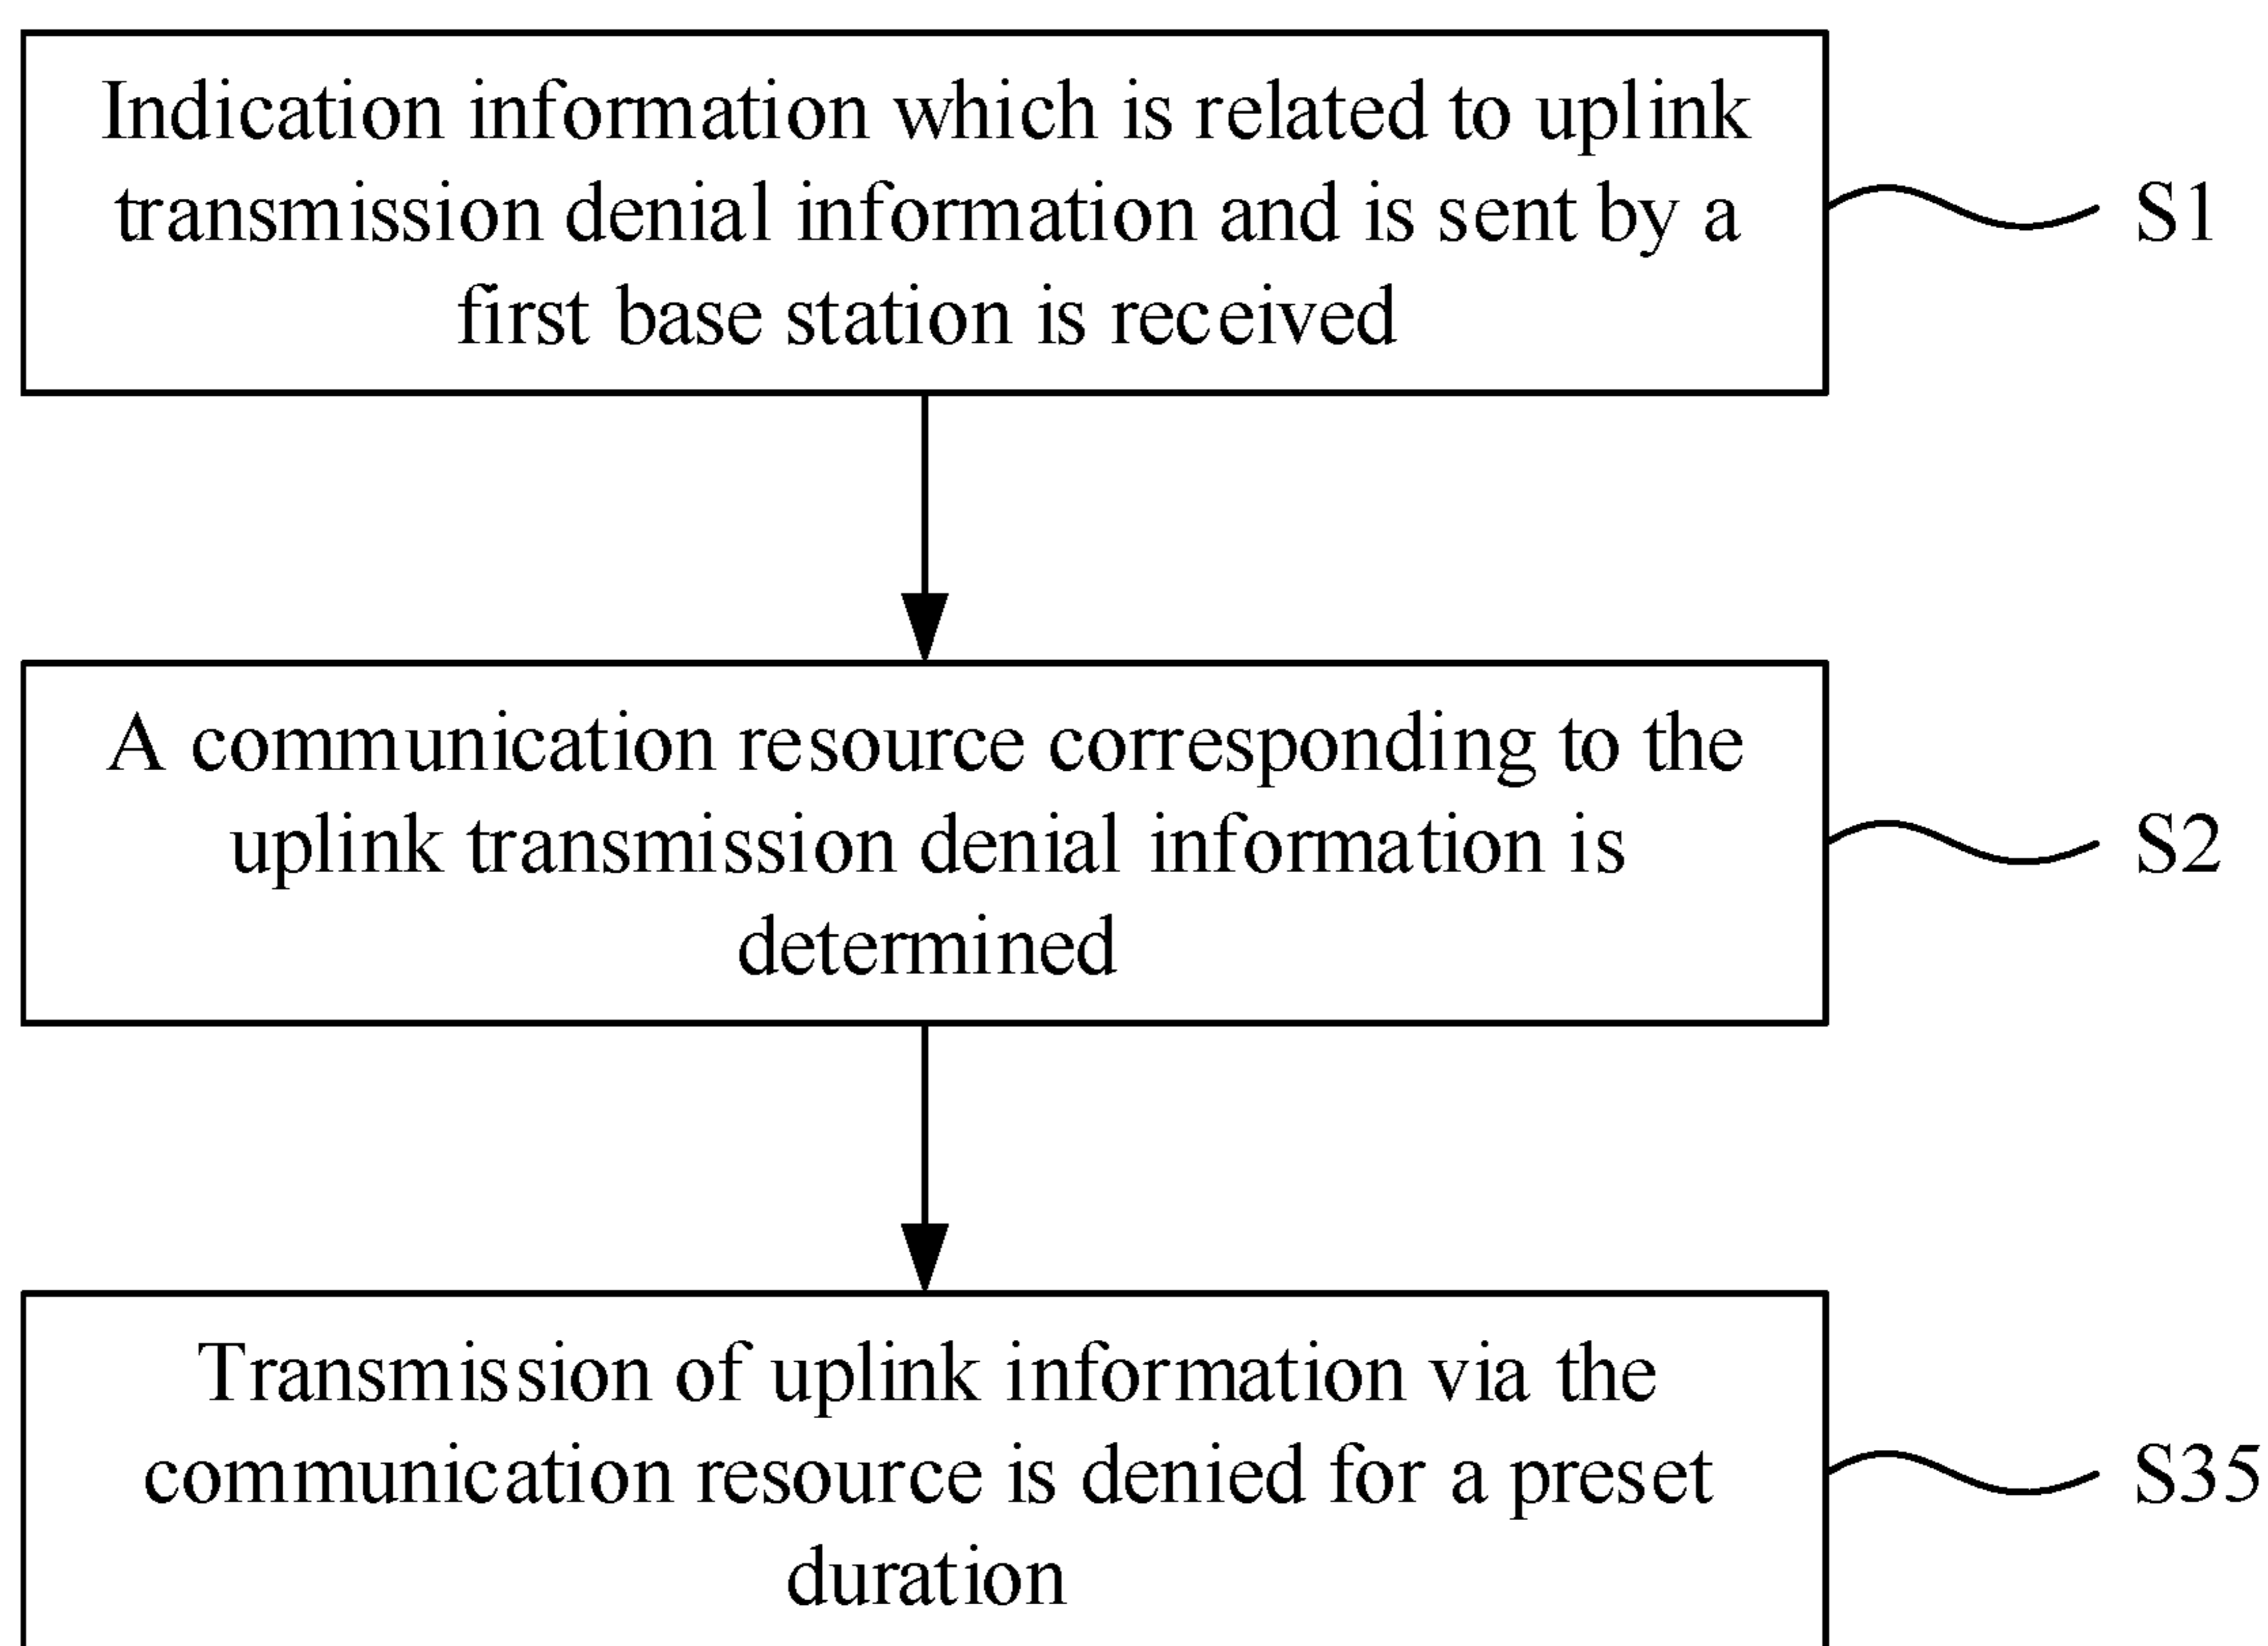 Indication information which is related to uplink
transmission denial information and is sent by a
first base station is received
S1
A communication resource corresponding to the
uplink transmission denial information is
determined
S2
Transmission of uplink information via the
communication resource is denied for a preset
duration
S35